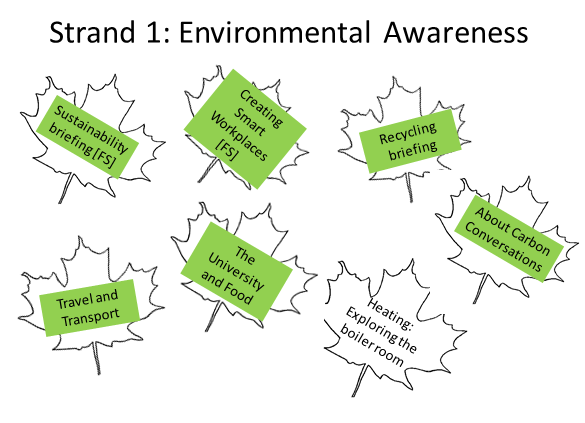 Strand 1: Environmental Awareness
Sustainability
briefing [FS]
Creating
Smart
Workplaces
[FS]
Recycling
briefing
About Carbon
Conversations
The
University
and Food
Travel and
Transport
Heating:
Exploring the
boiler room